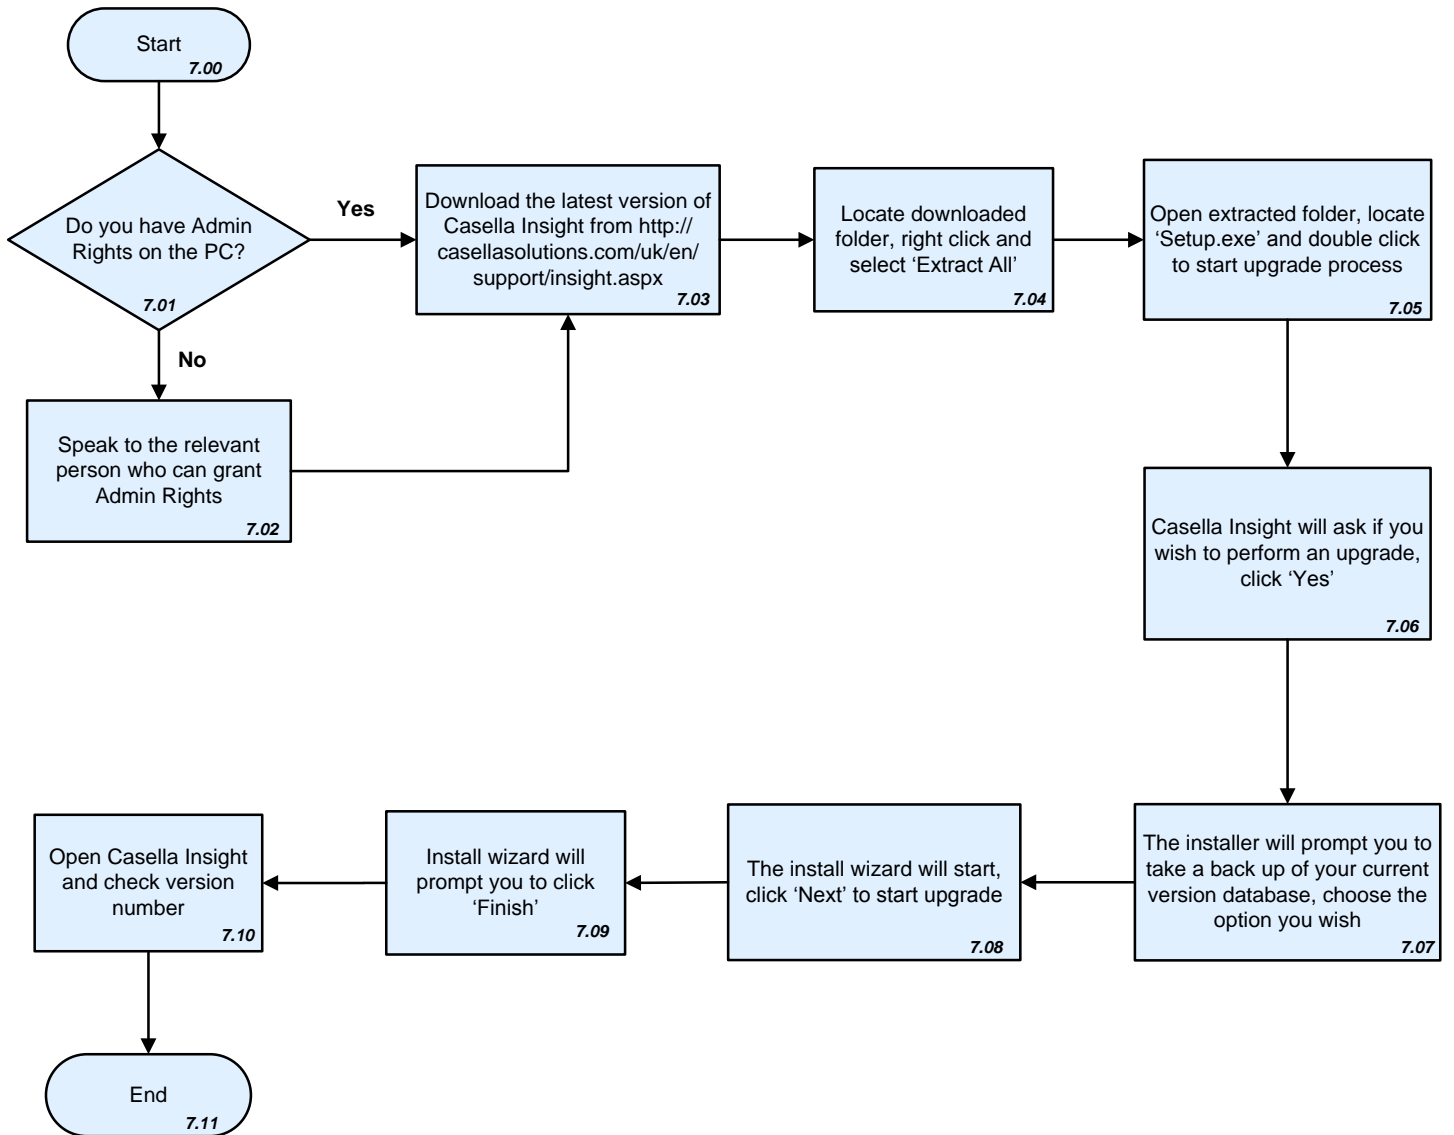 Start
7.00
Do you have Admin
Rights on the PC?
7.01
Yes
No
Speak to the relevant
person who can grant
Admin Rights
7.02
Download the latest version of
Casella Insight from http://
casellasolutions.com/uk/en/
support/insight.aspx
7.03
Locate downloaded
folder, right click and
select ‘Extract All’
7.04
Open extracted folder, locate
‘Setup.exe’ and double click
to start upgrade process
7.05
Casella Insight will ask if you
wish to perform an upgrade,
click ‘Yes’
7.06
The installer will prompt you to
take a back up of your current
version database, choose the
option you wish
7.07
The install wizard will start,
click ‘Next’ to start upgrade
7.08
Install wizard will
prompt you to click
‘Finish’
7.09
Open Casella Insight
and check version
number
7.10
End
7.11